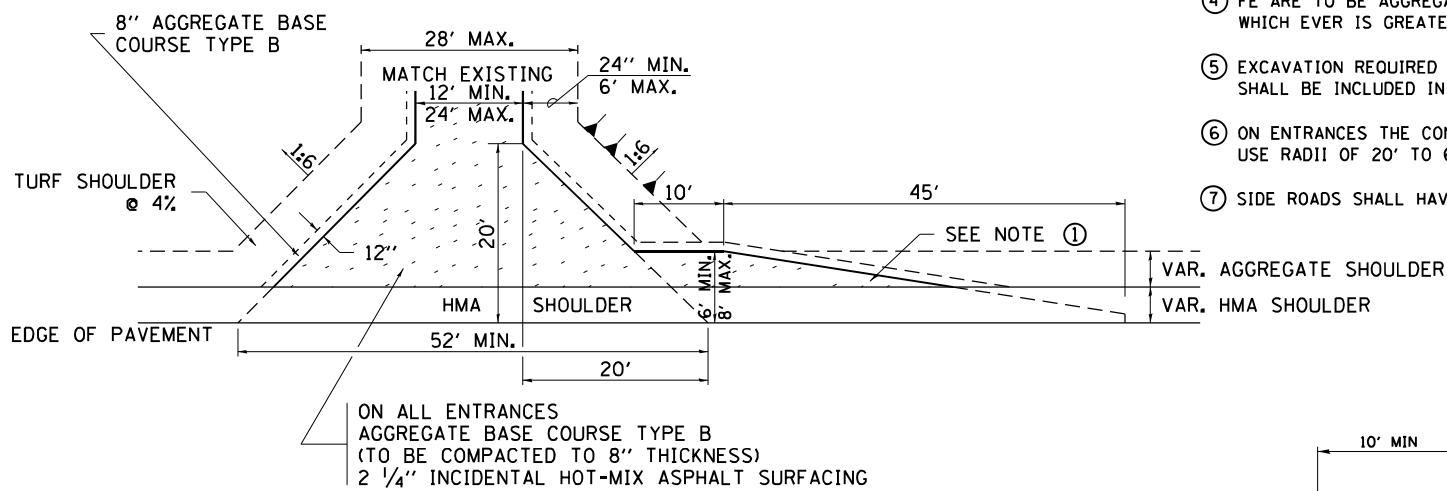 8" AGGREGATE BASE
COURSE TYPE B
28' MAX.
MATCH EXISTING
12' MIN.
24' MAX.
24" MIN.
6' MAX.
1:6
1:6
TURF SHOULDER
@ 4%
12"
20'
10'
45'
SEE NOTE ①
6' MIN.
8' MAX.
VAR. AGGREGATE SHOULDER
HMA SHOULDER
VAR. HMA SHOULDER
EDGE OF PAVEMENT
52' MIN.
20'
ON ALL ENTRANCES
AGGREGATE BASE COURSE TYPE B
(TO BE COMPACTED TO 8" THICKNESS)
2 1/4" INCIDENTAL HOT-MIX ASPHALT SURFACING
④ FE ARE TO BE
WHICH EVER IS
⑤ EXCAVATION REQUIRED
SHALL BE INCLUDED IN
⑥ ON ENTRANCES THE
USE RADII OF 20' TO
⑦ SIDE ROADS SHALL
10' MIN